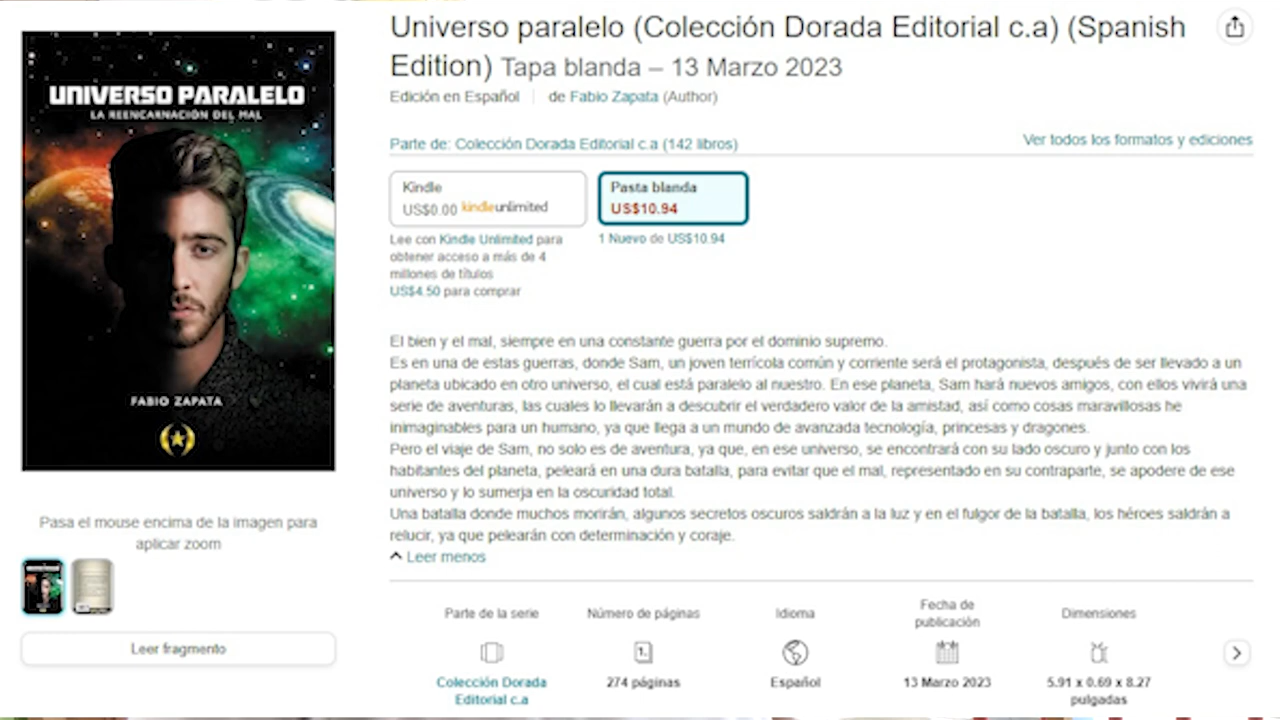 UNIVERSO PARALELO
LA REENCARNACIÓN DEL MAL
FABIO ZAPATA
Pasa el mouse encima de la imagen para
aplicar zoom
Leer fragmento
Universo paralelo (Colección Dorada Editorial c.a) (Spanish
Edition) Tapa blanda – 13 Marzo 2023
Edición en Español de Fabio Zapata (Author)
Parte de: Colección Dorada Editorial c.a (142 libros)
Ver todos los formatos y ediciones
Kindle
US$0.00 kindleunlimited
Pasta blanda
US$10.94
Lee con Kindle Unlimited para
obtener acceso a más de 4
millones de títulos
US$4.50 para comprar
1 Nuevo de US$10.94
El bien y el mal, siempre en una constante guerra por el dominio supremo.
Es en una de estas guerras, donde Sam, un joven terrícola común y corriente será el protagonista, después de ser llevado a un
planeta ubicado en otro universo, el cual está paralelo al nuestro. En ese planeta, Sam hará nuevos amigos, con ellos vivirá una
serie de aventuras, las cuales lo llevarán a descubrir el verdadero valor de la amistad, así como cosas maravillosas he
inimaginables para un humano, ya que llega a un mundo de avanzada tecnología, princesas y dragones.
Pero el viaje de Sam, no solo es de aventura, ya que, en ese universo, se encontrará con su lado oscuro y junto con los
habitantes del planeta, peleará en una dura batalla, para evitar que el mal, representado en su contraparte, se apodere de ese
universo y lo sumerja en la oscuridad total.
Una batalla donde muchos morirán, algunos secretos oscuros saldrán a la luz y en el fulgor de la batalla, los héroes saldrán a
relucir, ya que pelearán con determinación y coraje.
Leer menos
Parte de la serie
Colección Dorada
Editorial c.a
Número de páginas
274 páginas
Idioma
Español
Fecha de
publicación
13 Marzo 2023
Dimensiones
5.91 x 0.69 x 8.27
pulgadas